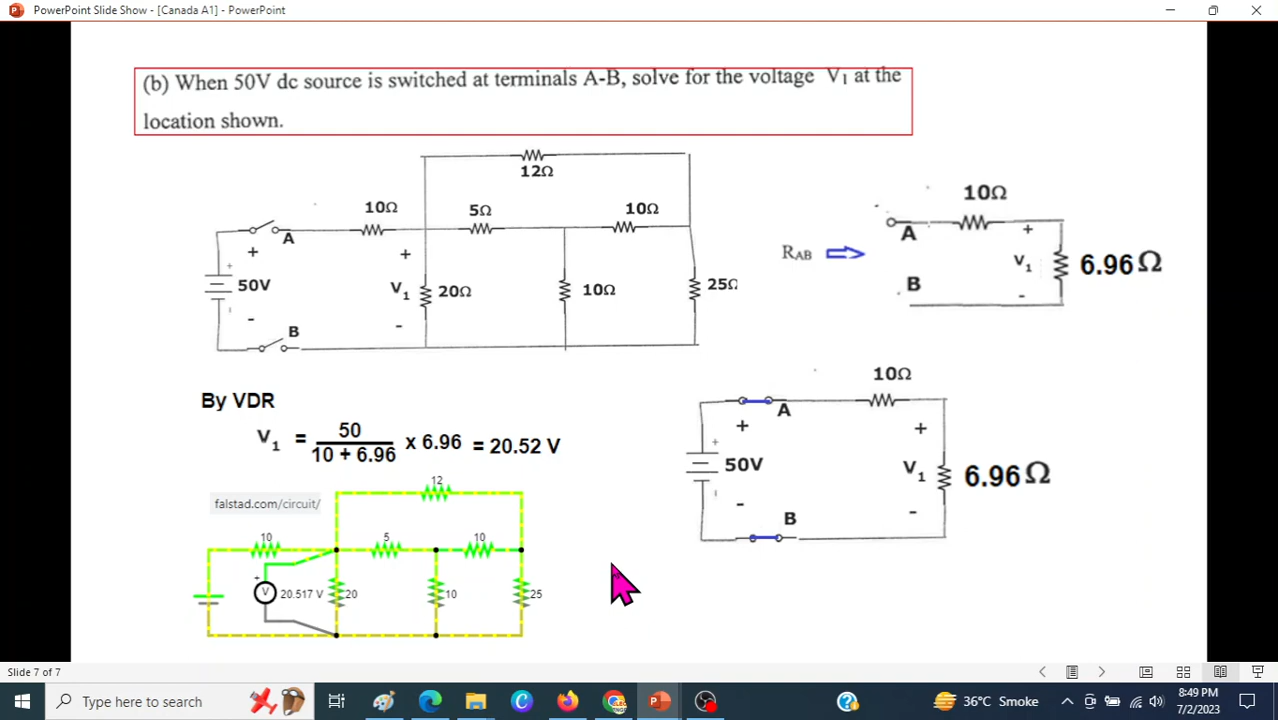 PowerPoint Slide Show - [Canada A1] - PowerPoint
(b) When 50V dc source is switched at terminals A-B, solve for the voltage V1 at the
location shown.
12Ω
10Ω
5Ω
10Ω
A
+
+
+
50V
V1
20Ω
10Ω
25Ω
-
-
-
B
10Ω
A
+
RAB
V1
6.96Ω
B
-
By VDR
V1 = 50 / 10 + 6.96 x 6.96 = 20.52 V
10Ω
A
+
+
+
50V
V1
6.96Ω
-
-
B
falstad.com/circuit/
12
10
5
10
+
V
20.517 V
20
10
25
Slide 7 of 7
Type here to search
36°C Smoke
8:49 PM
7/2/2023